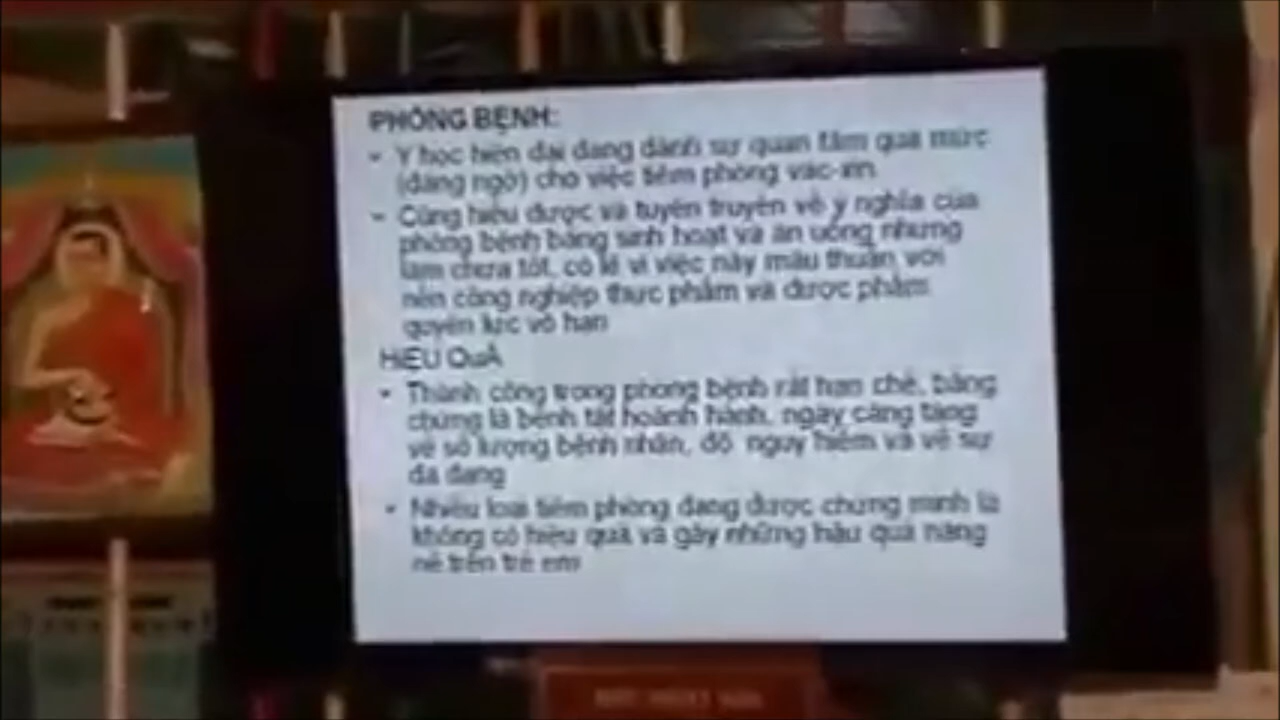 PHÒNG BỆNH:
• Y học hiện đại đang dành sự quan tâm quá mức
(đáng ngờ) cho việc tiêm phòng vác-xin
• Cũng hiểu được và tuyên truyền về ý nghĩa của
phòng bệnh bằng sinh hoạt và ăn uống nhưng
làm chưa tốt, có lẽ vì việc này mâu thuẫn với
nền công nghiệp thực phẩm và dược phẩm
quyền lực vô hạn
HIỆU QUẢ
• Thành công trong phòng bệnh rất hạn chế, bằng
chứng là bệnh tật hoành hành, ngày càng tăng
về số lượng bệnh nhân, độ nguy hiểm và về sự
đa dạng
• Nhiều loại tiêm phòng đang được chứng minh là
không có hiệu quả và gây những hậu quả nặng
nề trên trẻ em